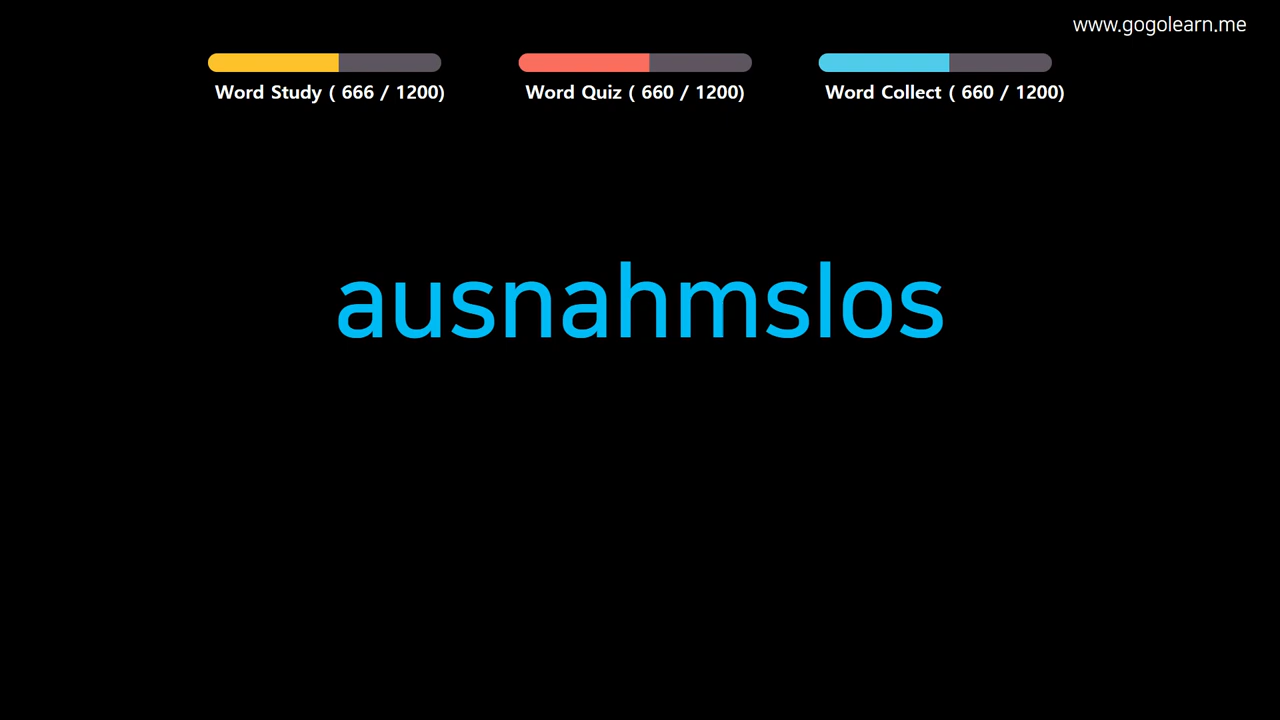 www.gogolearn.me
Word Study ( 666 / 1200)
Word Quiz ( 660 / 1200)
Word Collect ( 660 / 1200)
ausnahmslos